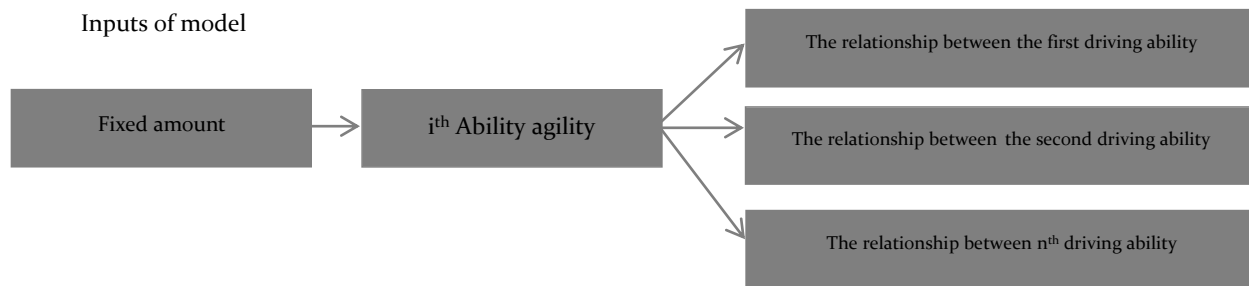 Inputs of model
The relationship between the first driving ability
Fixed amount
iᵗʰ Ability agility
The relationship between the second driving ability
The relationship between nᵗʰ driving ability